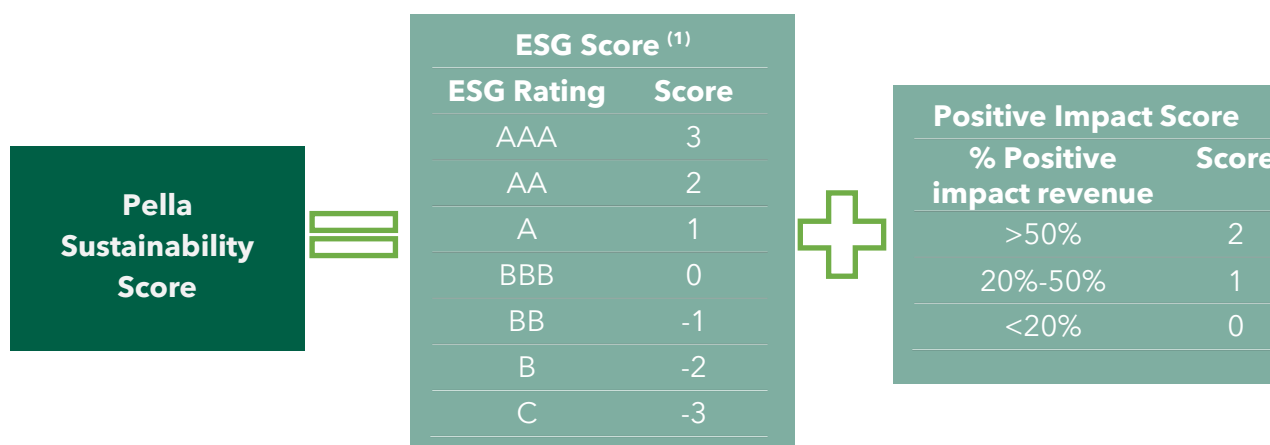 Pella
Sustainability
Score
ESG Score (1)
ESG Rating Score
AAA 3
AA 2
A 1
BBB 0
BB -1
B -2
C -3
Positive Impact Score
% Positive Score
impact revenue
>50% 2
20%-50% 1
<20% 0